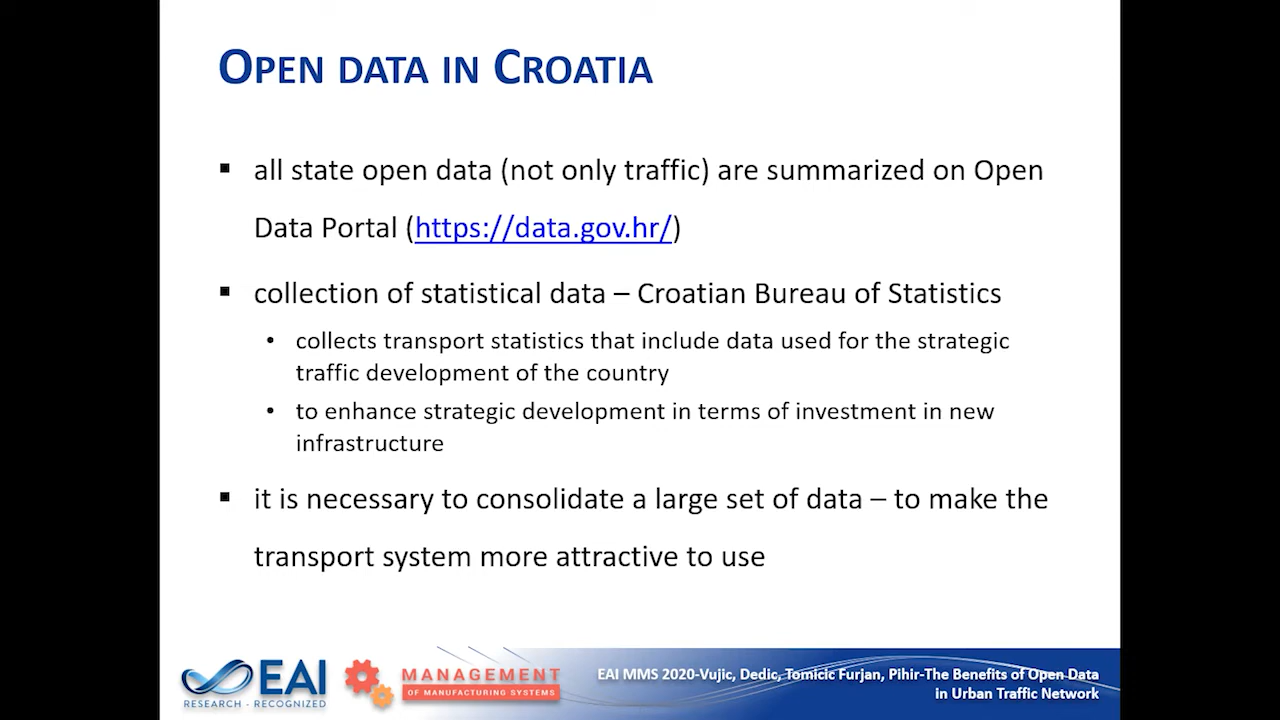 OPEN DATA IN CROATIA
▪ all state open data (not only traffic) are summarized on Open
Data Portal (https://data.gov.hr/)
▪ collection of statistical data – Croatian Bureau of Statistics
• collects transport statistics that include data used for the strategic
traffic development of the country
• to enhance strategic development in terms of investment in new
infrastructure
▪ it is necessary to consolidate a large set of data – to make the
transport system more attractive to use
EAI
RESEARCH - RECOGNIZED
MANAGEMENT
OF MANUFACTURING SYSTEMS
EAI MMS 2020-Vujic, Dedic, Tomicic Furjan, Pihir-The Benefits of Open Data
in Urban Traffic Network